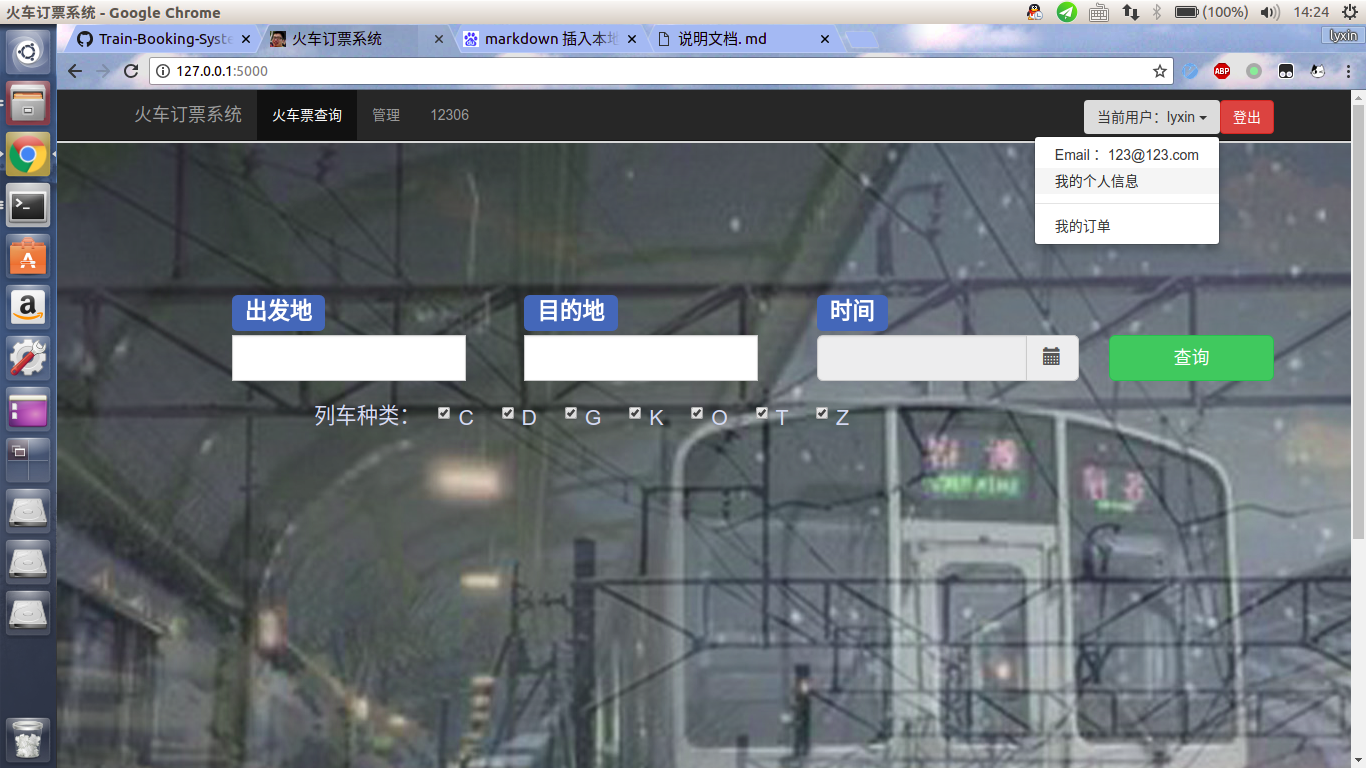 火车订票系统 - Google Chrome
(100%) 14:24
Train-Booking-Syste
火车订票系统
markdown 插入本地
说明文档. md
lyxin
127.0.0.1:5000
ABP
火车订票系统 火车票查询 管理 12306 当前用户：lyxin 登出
Email： 123@123.com
我的个人信息
我的订单
出发地 目的地 时间
查询
列车种类： C D G K O T Z